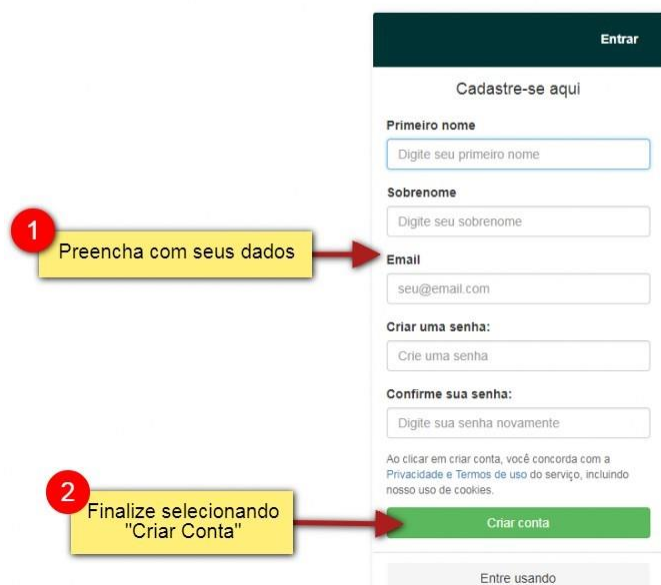 Entrar
Cadastre-se aqui
Primeiro nome
Digite seu primeiro nome
Sobrenome
Digite seu sobrenome
1
Preencha com seus dados
Email
seu@email.com
Criar uma senha:
Crie uma senha
Confirme sua senha:
Digite sua senha novamente
Ao clicar em criar conta, você concorda com a
Privacidade e Termos de uso do serviço, incluindo
nosso uso de cookies.
2
Finalize selecionando
"Criar Conta"
Criar conta
Entre usando